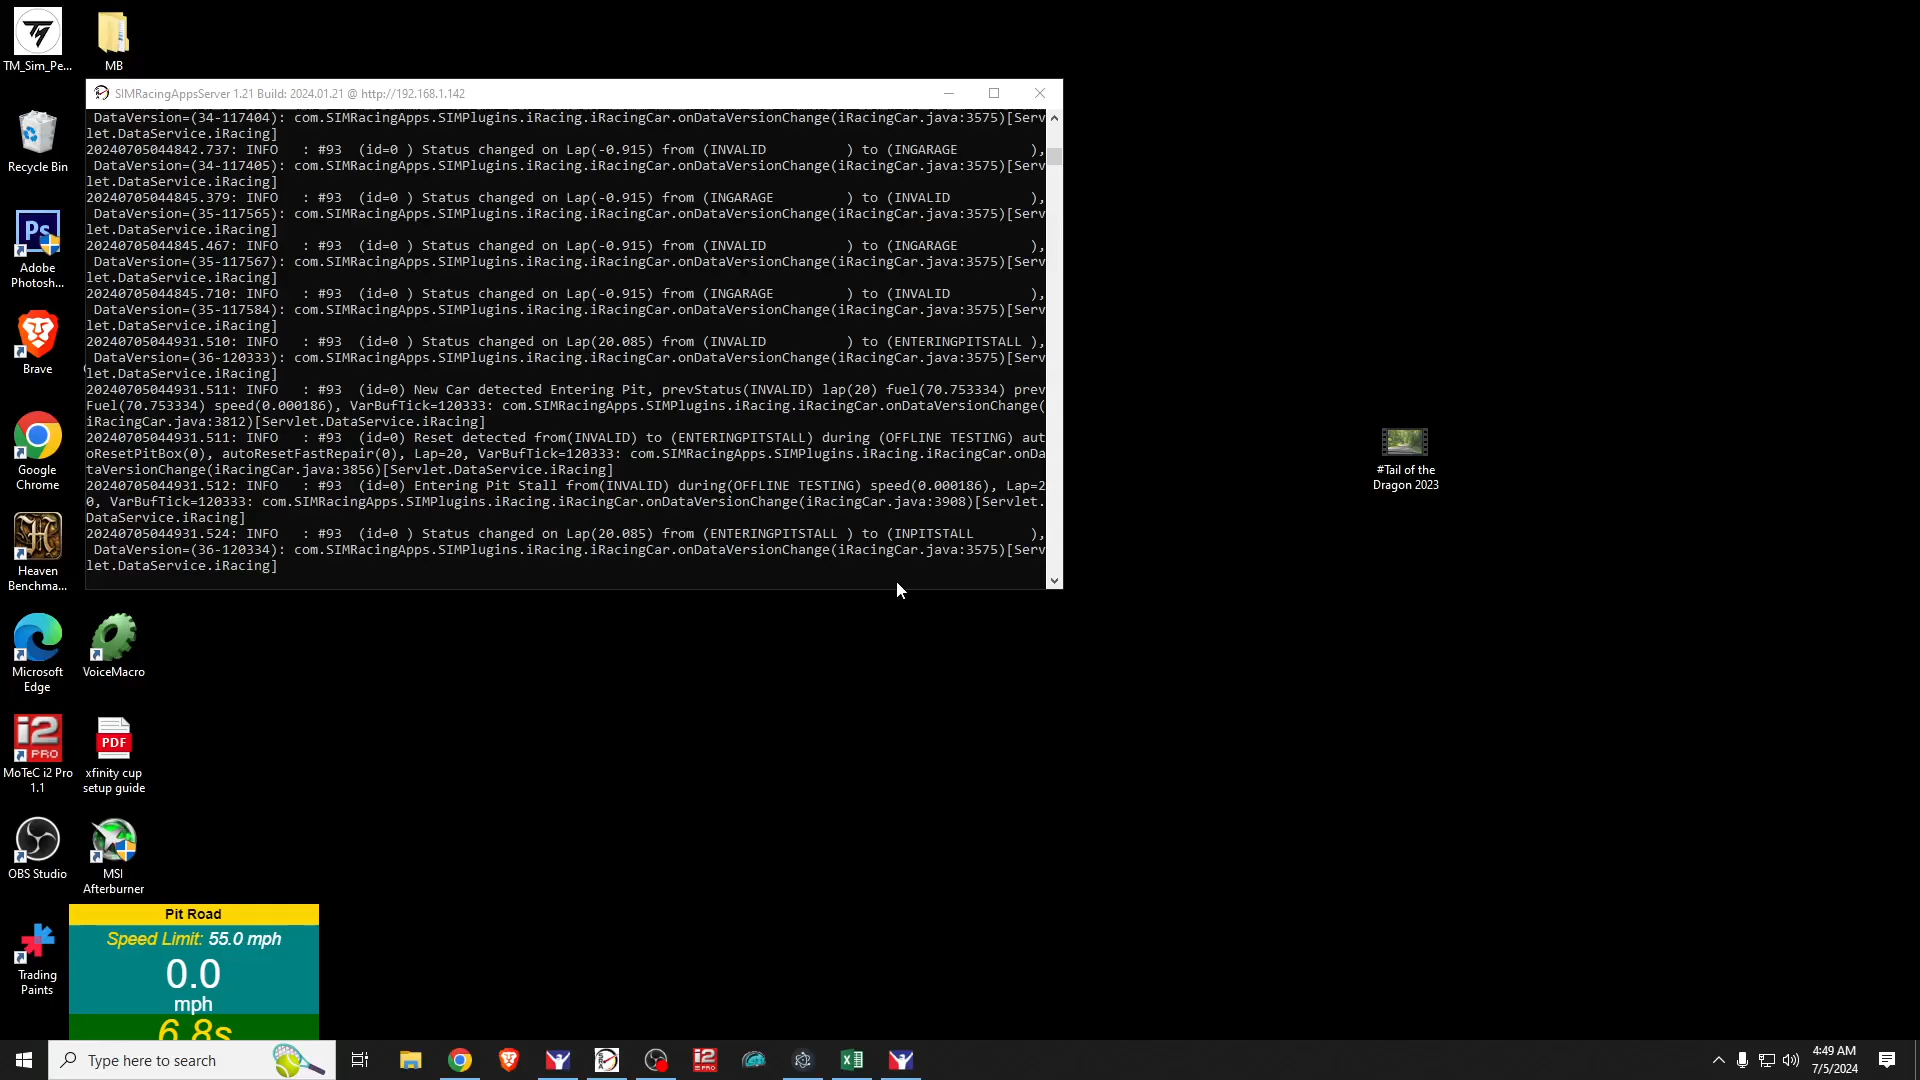 TM_Sim_Pe...
MB
Recycle Bin
Ps
Adobe
Photosh...
Brave
Google
Chrome
Heaven
Benchma...
Microsoft
Edge
VoiceMacro
i2
PRO
MoTeC i2 Pro
1.1
PDF
xfinity cup
setup guide
OBS Studio
MSI
Afterburner
Trading
Paints
SIMRacingAppsServer 1.21 Build: 2024.01.21 @ http://192.168.1.142
DataVersion=(34-117404): com.SIMRacingApps.SIMPlugins.iRacing.iRacingCar.onDataVersionChange(iRacingCar.java:3575)[Serv
let.DataService.iRacing]
20240705044842.737: INFO   : #93  (id=0 ) Status changed on Lap(-0.915) from (INVALID          ) to (INGARAGE         ),
DataVersion=(34-117405): com.SIMRacingApps.SIMPlugins.iRacing.iRacingCar.onDataVersionChange(iRacingCar.java:3575)[Serv
let.DataService.iRacing]
20240705044845.379: INFO   : #93  (id=0 ) Status changed on Lap(-0.915) from (INGARAGE         ) to (INVALID          ),
DataVersion=(35-117565): com.SIMRacingApps.SIMPlugins.iRacing.iRacingCar.onDataVersionChange(iRacingCar.java:3575)[Serv
let.DataService.iRacing]
20240705044845.467: INFO   : #93  (id=0 ) Status changed on Lap(-0.915) from (INVALID          ) to (INGARAGE         ),
DataVersion=(35-117567): com.SIMRacingApps.SIMPlugins.iRacing.iRacingCar.onDataVersionChange(iRacingCar.java:3575)[Serv
let.DataService.iRacing]
20240705044845.710: INFO   : #93  (id=0 ) Status changed on Lap(-0.915) from (INGARAGE         ) to (INVALID          ),
DataVersion=(35-117584): com.SIMRacingApps.SIMPlugins.iRacing.iRacingCar.onDataVersionChange(iRacingCar.java:3575)[Serv
let.DataService.iRacing]
20240705044931.510: INFO   : #93  (id=0 ) Status changed on Lap(20.085) from (INVALID          ) to (ENTERINGPITSTALL ),
DataVersion=(36-120333): com.SIMRacingApps.SIMPlugins.iRacing.iRacingCar.onDataVersionChange(iRacingCar.java:3575)[Serv
let.DataService.iRacing]
20240705044931.511: INFO   : #93  (id=0) New Car detected Entering Pit, prevStatus(INVALID) lap(20) fuel(70.753334) prev
Fuel(70.753334) speed(0.000186), VarBufTick=120333: com.SIMRacingApps.SIMPlugins.iRacing.iRacingCar.onDataVersionChange(
iRacingCar.java:3812)[Servlet.DataService.iRacing]
20240705044931.511: INFO   : #93  (id=0) Reset detected from(INVALID) to (ENTERINGPITSTALL) during (OFFLINE TESTING) aut
oResetPitBox(0), autoResetFastRepair(0), Lap=20, VarBufTick=120333: com.SIMRacingApps.SIMPlugins.iRacing.iRacingCar.onDa
taVersionChange(iRacingCar.java:3856)[Servlet.DataService.iRacing]
20240705044931.512: INFO   : #93  (id=0) Entering Pit Stall from(INVALID) during(OFFLINE TESTING) speed(0.000186), Lap=2
0, VarBufTick=120333: com.SIMRacingApps.SIMPlugins.iRacing.iRacingCar.onDataVersionChange(iRacingCar.java:3908)[Servlet.
DataService.iRacing]
20240705044931.524: INFO   : #93  (id=0 ) Status changed on Lap(20.085) from (ENTERINGPITSTALL ) to (INPITSTALL       ),
DataVersion=(36-120334): com.SIMRacingApps.SIMPlugins.iRacing.iRacingCar.onDataVersionChange(iRacingCar.java:3575)[Serv
let.DataService.iRacing]
#Tail of the
Dragon 2023
Pit Road
Speed Limit: 55.0 mph
0.0
mph
6.8s
Type here to search
i2
PRO
4:49 AM
7/5/2024